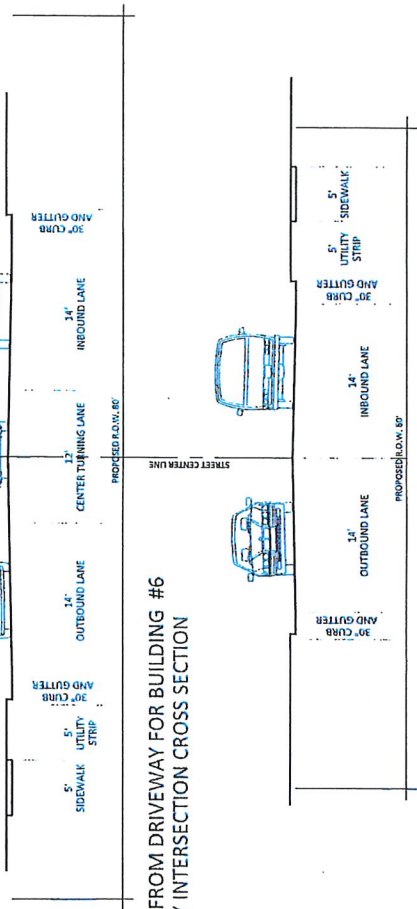 5'
SIDEWALK
5'
UTILITY
STRIP
30" CURB
AND GUTTER
14'
OUTBOUND LANE
12'
CENTER TURNING LANE
14'
INBOUND LANE
30" CURB
AND GUTTER
PROPOSED R.O.W. 80'
FROM DRIVEWAY FOR BUILDING #6
INTERSECTION CROSS SECTION
STREET CENTER LINE
30" CURB
AND GUTTER
14'
OUTBOUND LANE
14'
INBOUND LANE
30" CURB
AND GUTTER
5'
UTILITY
STRIP
5'
SIDEWALK
PROPOSED R.O.W. 60'